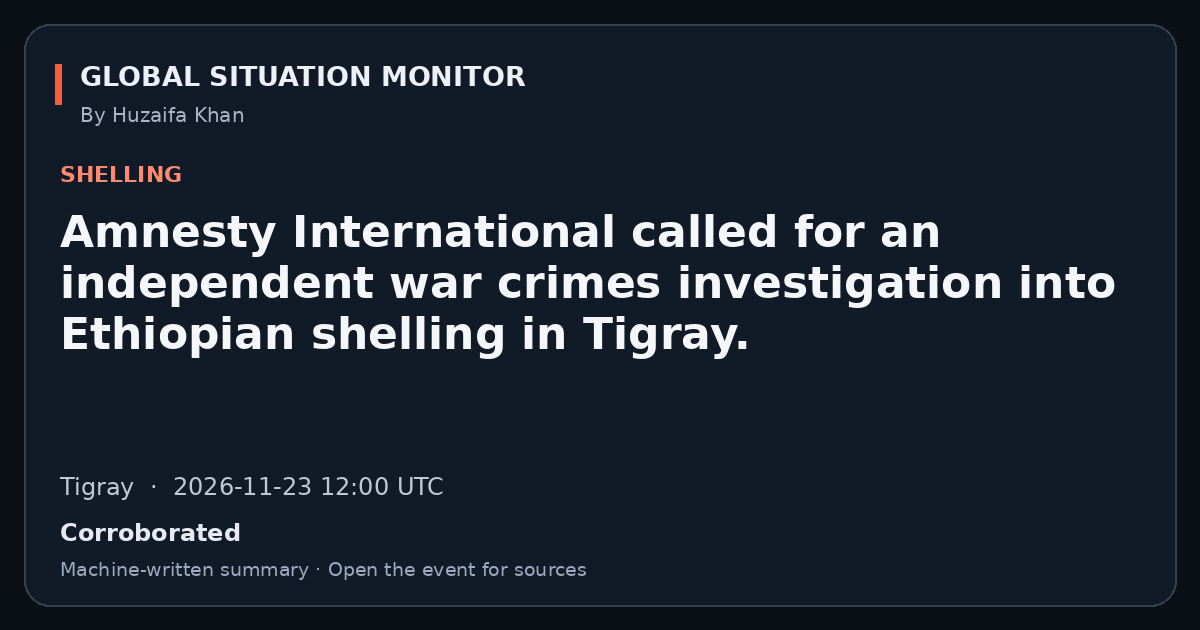 GLOBAL SITUATION MONITOR
By Huzaifa Khan
SHELLING
Amnesty International called for an
independent war crimes investigation into
Ethiopian shelling in Tigray.
Tigray · 2026-11-23 12:00 UTC
Corroborated
Machine-written summary · Open the event for sources